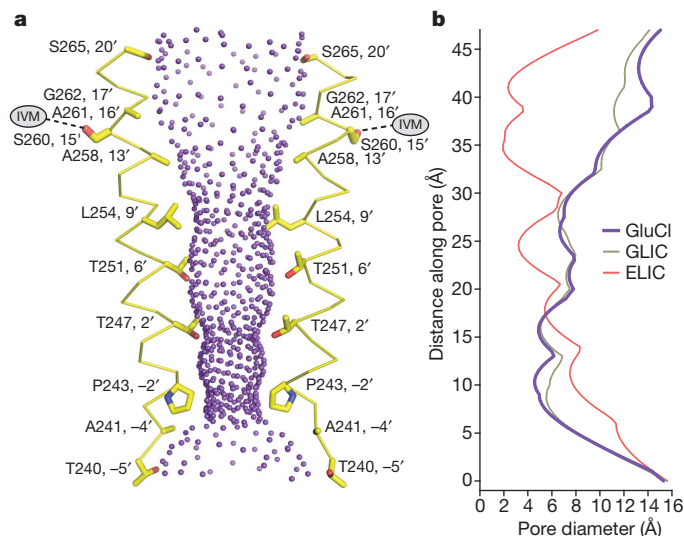 a
S265, 20′
G262, 17′
A261, 16′
IVM
S260, 15′
A258, 13′
L254, 9′
T251, 6′
T247, 2′
P243, –2′
A241, –4′
T240, –5′
S265, 20′
G262, 17′
A261, 16′
IVM
S260, 15′
A258, 13′
L254, 9′
T251, 6′
T247, 2′
P243, –2′
A241, –4′
T240, –5′
b
Distance along pore (Å)
45
40
35
30
25
20
15
10
5
0
GluCl
GLIC
ELIC
0 2 4 6 8 10 12 14 16
Pore diameter (Å)